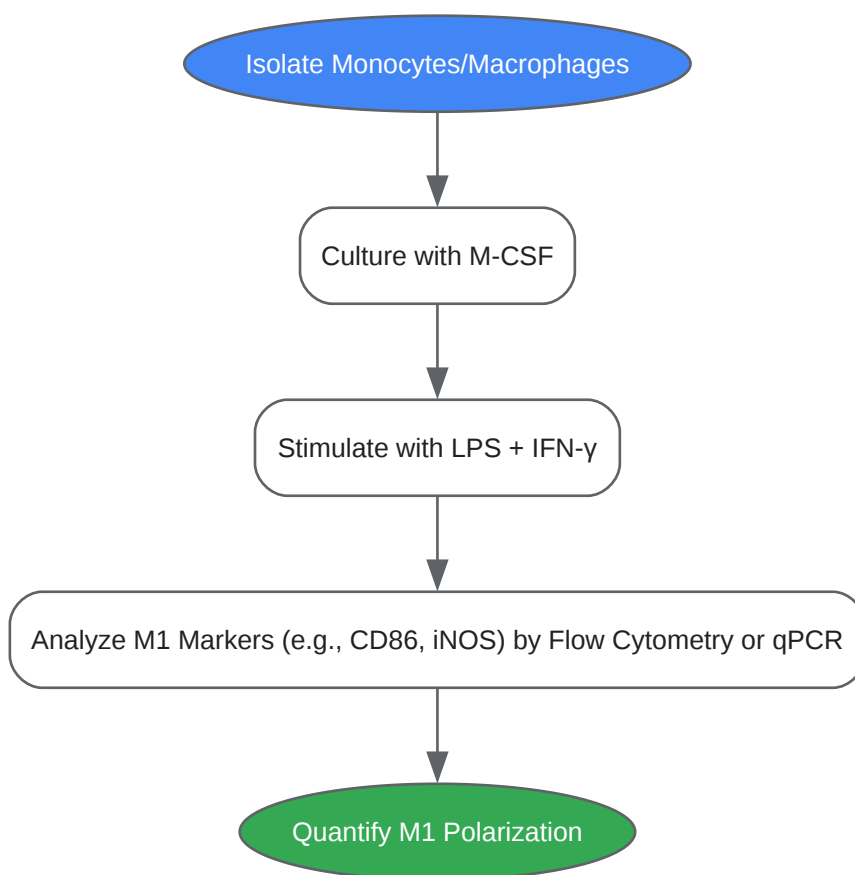 Isolate Monocytes/Macrophages
Culture with M-CSF
Stimulate with LPS + IFN-γ
Analyze M1 Markers (e.g., CD86, iNOS) by Flow Cytometry or qPCR
Quantify M1 Polarization